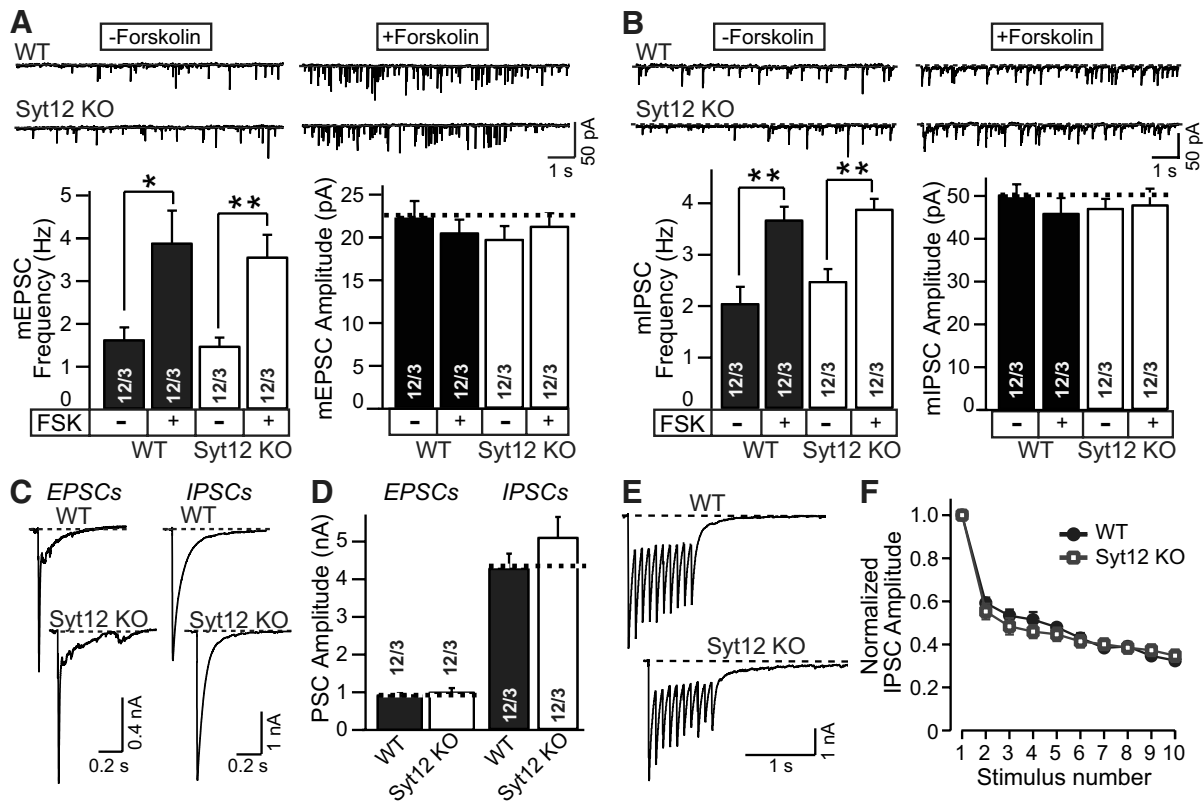 A
-Forskolin
+Forskolin
WT
Syt12 KO
1 s
50 pA
mEPSC
Frequency (Hz)
5
4
3
2
1
0
*
**
12/3
12/3
12/3
12/3
FSK
-
+
-
+
WT
Syt12 KO
mEPSC Amplitude (pA)
25
20
15
10
5
0
12/3
12/3
12/3
12/3
-
+
-
+
WT
Syt12 KO
B
-Forskolin
+Forskolin
WT
Syt12 KO
1 s
50 pA
mIPSC
Frequency (Hz)
4
3
2
1
0
**
**
12/3
12/3
12/3
12/3
FSK
-
+
-
+
WT
Syt12 KO
mIPSC Amplitude (pA)
50
40
30
20
10
0
12/3
12/3
12/3
12/3
-
+
-
+
WT
Syt12 KO
C
EPSCs
IPSCs
WT
WT
Syt12 KO
0.4 nA
0.2 s
1 nA
0.2 s
D
EPSCs
IPSCs
PSC Amplitude (nA)
5
4
3
2
1
0
12/3
12/3
12/3
12/3
WT
Syt12 KO
WT
Syt12 KO
E
WT
Syt12 KO
1 s
1 nA
F
WT
Syt12 KO
Normalized
IPSC Amplitude
1.0
0.8
0.6
0.4
0.2
0
1 2 3 4 5 6 7 8 9 10
Stimulus number